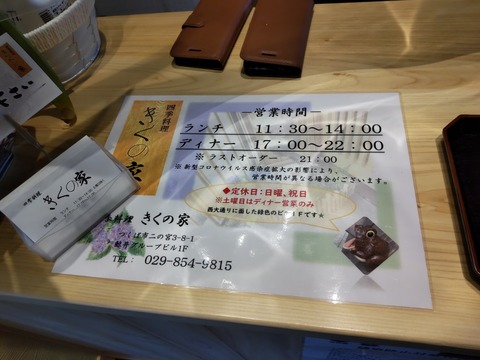 四季料理
きくの家
―営業時間―
ランチ 11:30～14:00
ディナー 17:00～22:00
※ ラストオーダー 21:00
※ 新型コロナウイルス感染症拡大の影響により、
営業時間が異なる場合がございます。
◆定休日：日曜、祝日
※土曜日はディナー営業のみ
西大通りに面した緑色のビル1Fです★
料理 きくの家
つくば市二の宮3-8-1
TEL: 029-854-9815
きくの家